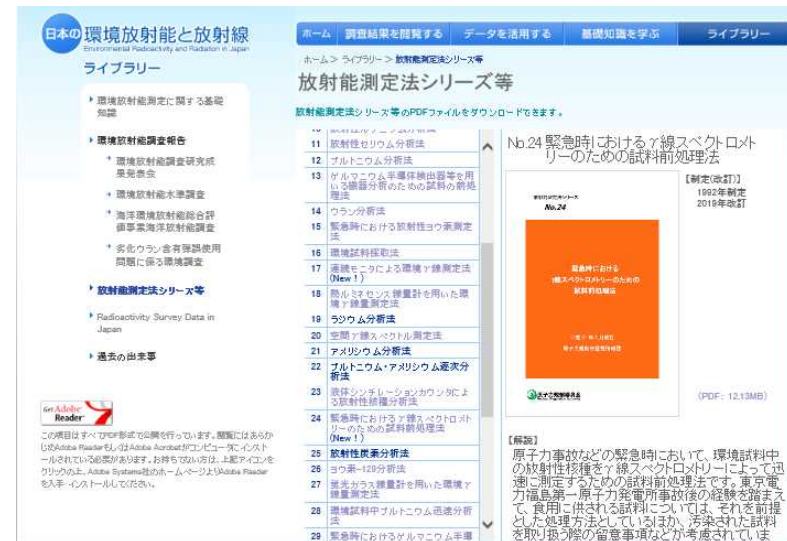 日本の環境放射能と放射線
Environmental Radioactivity and Radiation in Japan
ホーム
調査結果を閲覧する
データを活用する
基礎知識を学ぶ
ライブラリー
ライブラリー
環境放射能測定に関する基礎
知識
環境放射能調査報告
環境放射能調査研究成
果発表会
環境放射能水準調査
海洋環境放射能総合評
価事業海洋放射能調査
劣化ウラン含有弾誤使用
問題に係る環境調査
放射能測定法シリーズ等
Radioactivity Survey Data in
Japan
過去の出来事
Get Adobe
Reader
この項目はすべてPDF形式で公開を行っています。閲覧にはあらか
じめAdobe ReaderもしくはAdobe Acrobatがコンピュータにインスト
ールされている必要があります。お持ちでない方は、上記アイコンを
クリックの上、Adobe Systems社のホームページよりAdobe Reader
を入手・インストールしてください。
ホーム > ライブラリー > 放射能測定法シリーズ等
放射能測定法シリーズ等
放射能測定法シリーズ等のPDFファイルをダウンロードできます。
11 放射性セリウム分析法
12 プルトニウム分析法
13 ゲルマニウム半導体検出器等を用
いる機器分析のための試料の前処
理法
14 ウラン分析法
15 緊急時における放射性ヨウ素測定
法
16 環境試料採取法
17 連続モニタによる環境γ線測定法
(New！)
18 熱ルミネセンス線量計を用いた環
境γ線量測定法
19 ラジウム分析法
20 空間γ線スペクトル測定法
21 アメリシウム分析法
22 プルトニウム・アメリシウム逐次分
析法
23 液体シンチレーションカウンタによ
る放射性核種分析法
24 緊急時におけるγ線スペクトロメト
リーのための試料前処理法
(New！)
25 放射性炭素分析法
26 ヨウ素-129分析法
27 蛍光ガラス線量計を用いた環境γ
線量測定法
28 環境試料中プルトニウム迅速分析
法
29 緊急時におけるゲルマニウム半導
No.24 緊急時におけるγ線スペクトロメト
リーのための試料前処理法
放射能測定法シリーズ
No.24
緊急時における
γ線スペクトロメトリーのための
試料前処理法
原子力規制委員会
【制定(改訂)】
1992年制定
2019年改訂
(PDF: 12.13MB)
【解説】
原子力事故などの緊急時において、環境試料中
の放射性核種をγ線スペクトロメトリーによって迅
速に測定するための試料前処理法です。東京電
力福島第一原子力発電所事故後の経験を踏まえ
て、食用に供される試料については、それを前提
とした処理方法としているほか、汚染された試料
を取り扱う際の留意事項などが考慮されていま